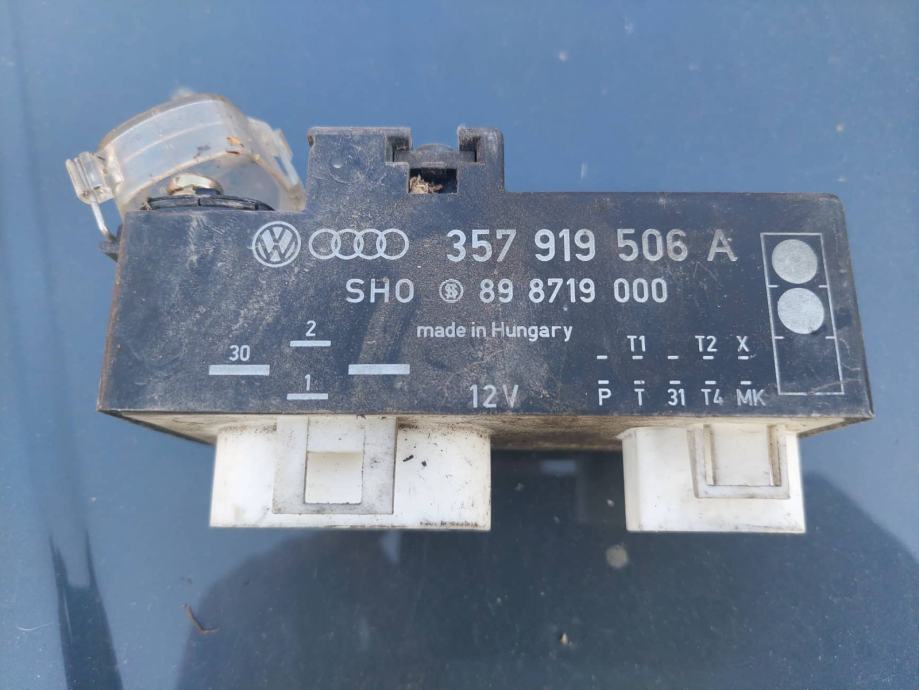 357 919 506 A
SHO 89 8719 000
made in Hungary
2
30
1
12V
T1 T2 X
P T 31 T4 MK